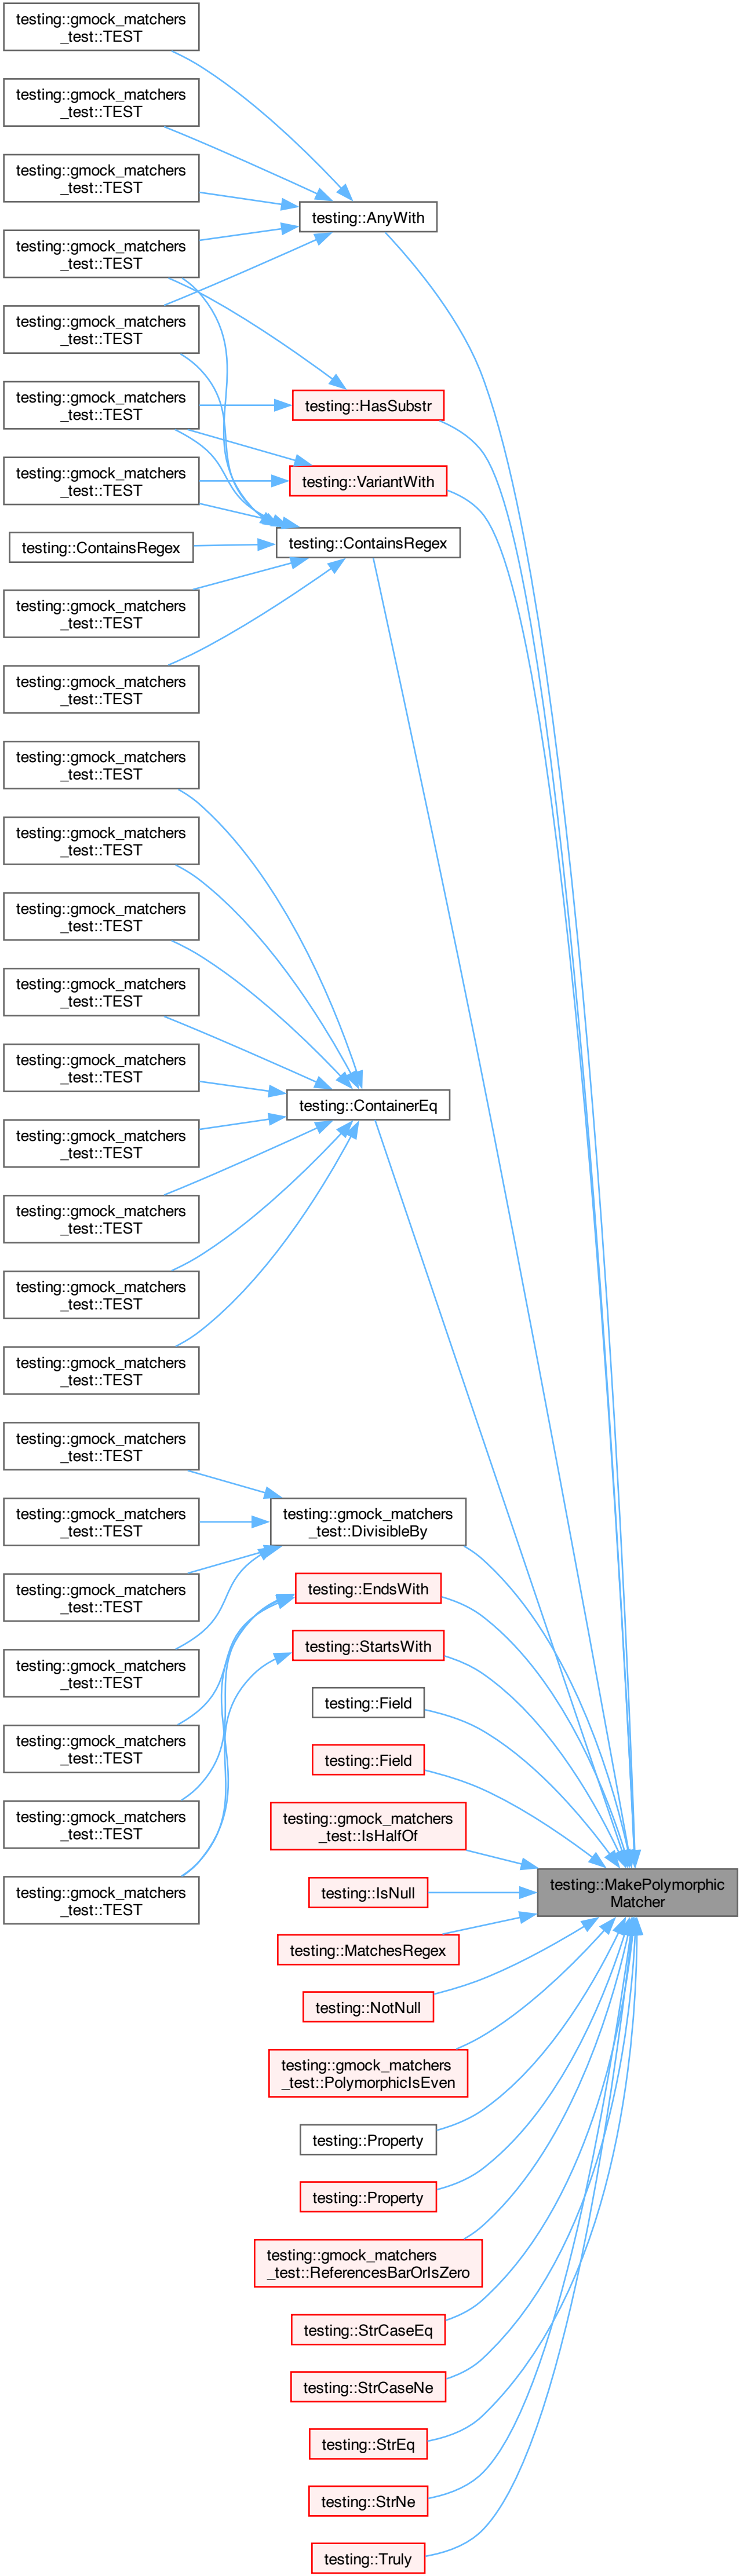 testing::gmock_matchers
_test::TEST
testing::gmock_matchers
_test::TEST
testing::gmock_matchers
_test::TEST
testing::AnyWith
testing::gmock_matchers
_test::TEST
testing::gmock_matchers
_test::TEST
testing::gmock_matchers
_test::TEST
testing::HasSubstr
testing::gmock_matchers
_test::TEST
testing::VariantWith
testing::ContainsRegex
testing::ContainsRegex
testing::gmock_matchers
_test::TEST
testing::gmock_matchers
_test::TEST
testing::gmock_matchers
_test::TEST
testing::gmock_matchers
_test::TEST
testing::gmock_matchers
_test::TEST
testing::gmock_matchers
_test::TEST
testing::gmock_matchers
_test::TEST
testing::ContainerEq
testing::gmock_matchers
_test::TEST
testing::gmock_matchers
_test::TEST
testing::gmock_matchers
_test::TEST
testing::gmock_matchers
_test::TEST
testing::gmock_matchers
_test::TEST
testing::gmock_matchers
_test::TEST
testing::gmock_matchers
_test::DivisibleBy
testing::gmock_matchers
_test::TEST
testing::EndsWith
testing::gmock_matchers
_test::TEST
testing::StartsWith
testing::gmock_matchers
_test::TEST
testing::Field
testing::gmock_matchers
_test::TEST
testing::Field
testing::gmock_matchers
_test::TEST
testing::gmock_matchers
_test::IsHalfOf
testing::MakePolymorphic
Matcher
testing::IsNull
testing::MatchesRegex
testing::NotNull
testing::gmock_matchers
_test::PolymorphicIsEven
testing::Property
testing::Property
testing::gmock_matchers
_test::ReferencesBarOrIsZero
testing::StrCaseEq
testing::StrCaseNe
testing::StrEq
testing::StrNe
testing::Truly